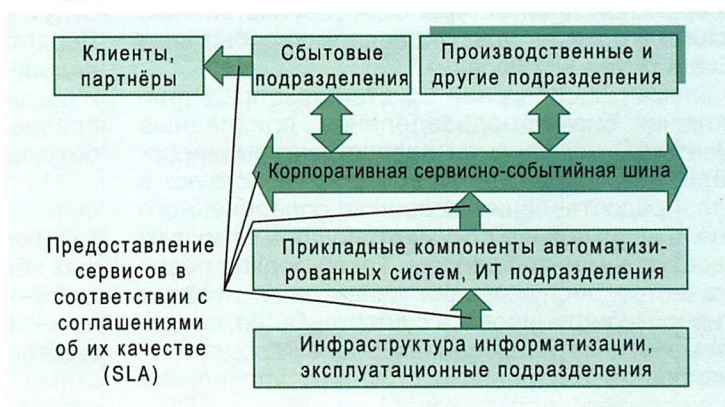 Клиенты,
партнёры
Сбытовые
подразделения
Производственные и
другие подразделения
Корпоративная сервисно-событийная шина
Предоставление
сервисов в
соответствии с
соглашениями
об их качестве
(SLA)
Прикладные компоненты автоматизи-
рованных систем, ИТ подразделения
Инфраструктура информатизации,
эксплуатационные подразделения